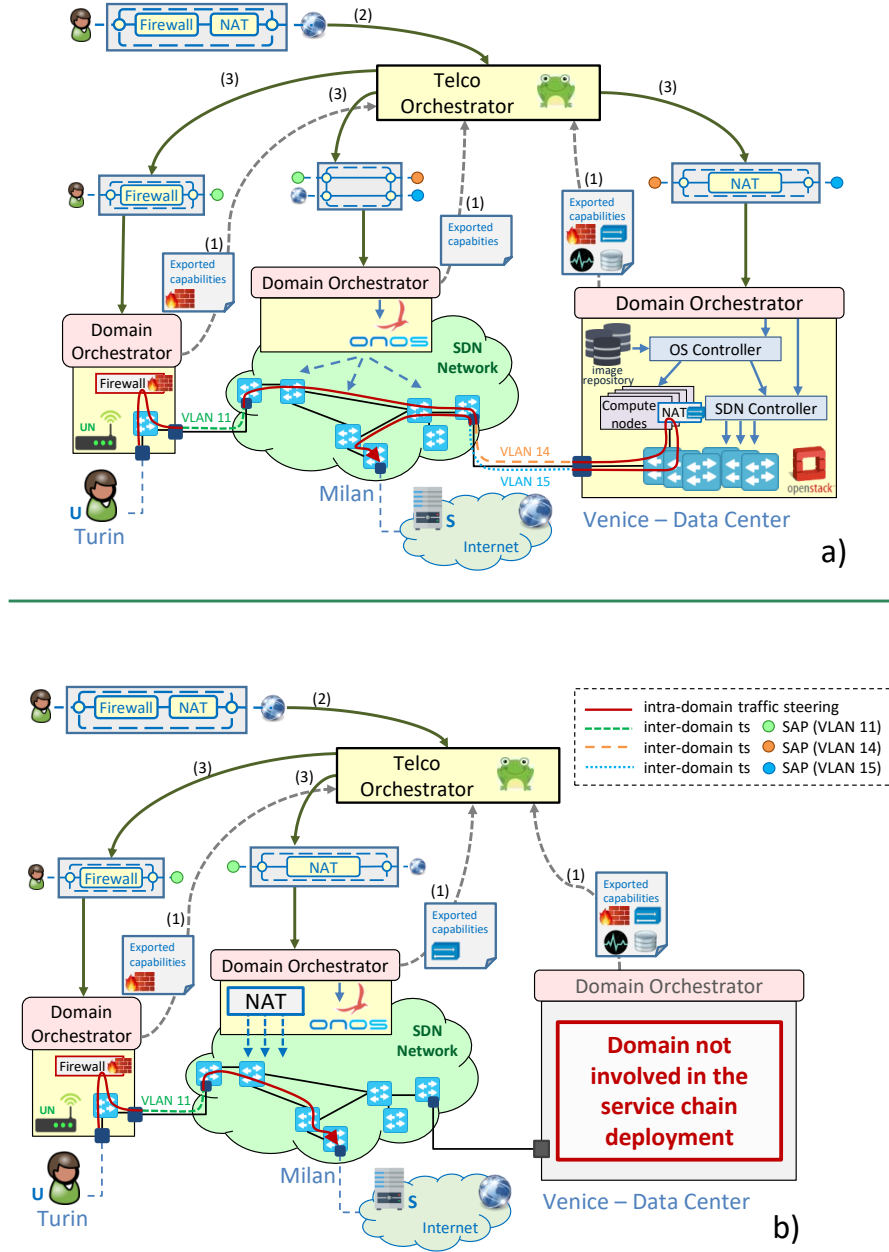 Firewall
NAT
(2)
Telco
Orchestrator
(3)
(3)
(3)
Firewall
NAT
(1)
(1)
(1)
Exported
capabilities
Exported
capabities
Exported
capabilities
Domain
Orchestrator
Domain Orchestrator
Domain Orchestrator
ONOS
SDN
Network
image
repository
OS Controller
Compute
nodes
NAT
SDN Controller
openstack
Firewall
UN
VLAN 11
VLAN 14
VLAN 15
U
Turin
Milan
S
Internet
Venice – Data Center
a)
Firewall
NAT
(2)
intra-domain traffic steering
inter-domain ts SAP (VLAN 11)
inter-domain ts SAP (VLAN 14)
inter-domain ts SAP (VLAN 15)
Telco
Orchestrator
(3)
(3)
Firewall
NAT
(1)
(1)
(1)
Exported
capabilities
Exported
capabilities
Exported
capabilities
Domain
Orchestrator
Domain Orchestrator
Domain Orchestrator
NAT
ONOS
SDN
Network
Firewall
UN
VLAN 11
Domain not
involved in the
service chain
deployment
U
Turin
Milan
S
Internet
Venice – Data Center
b)